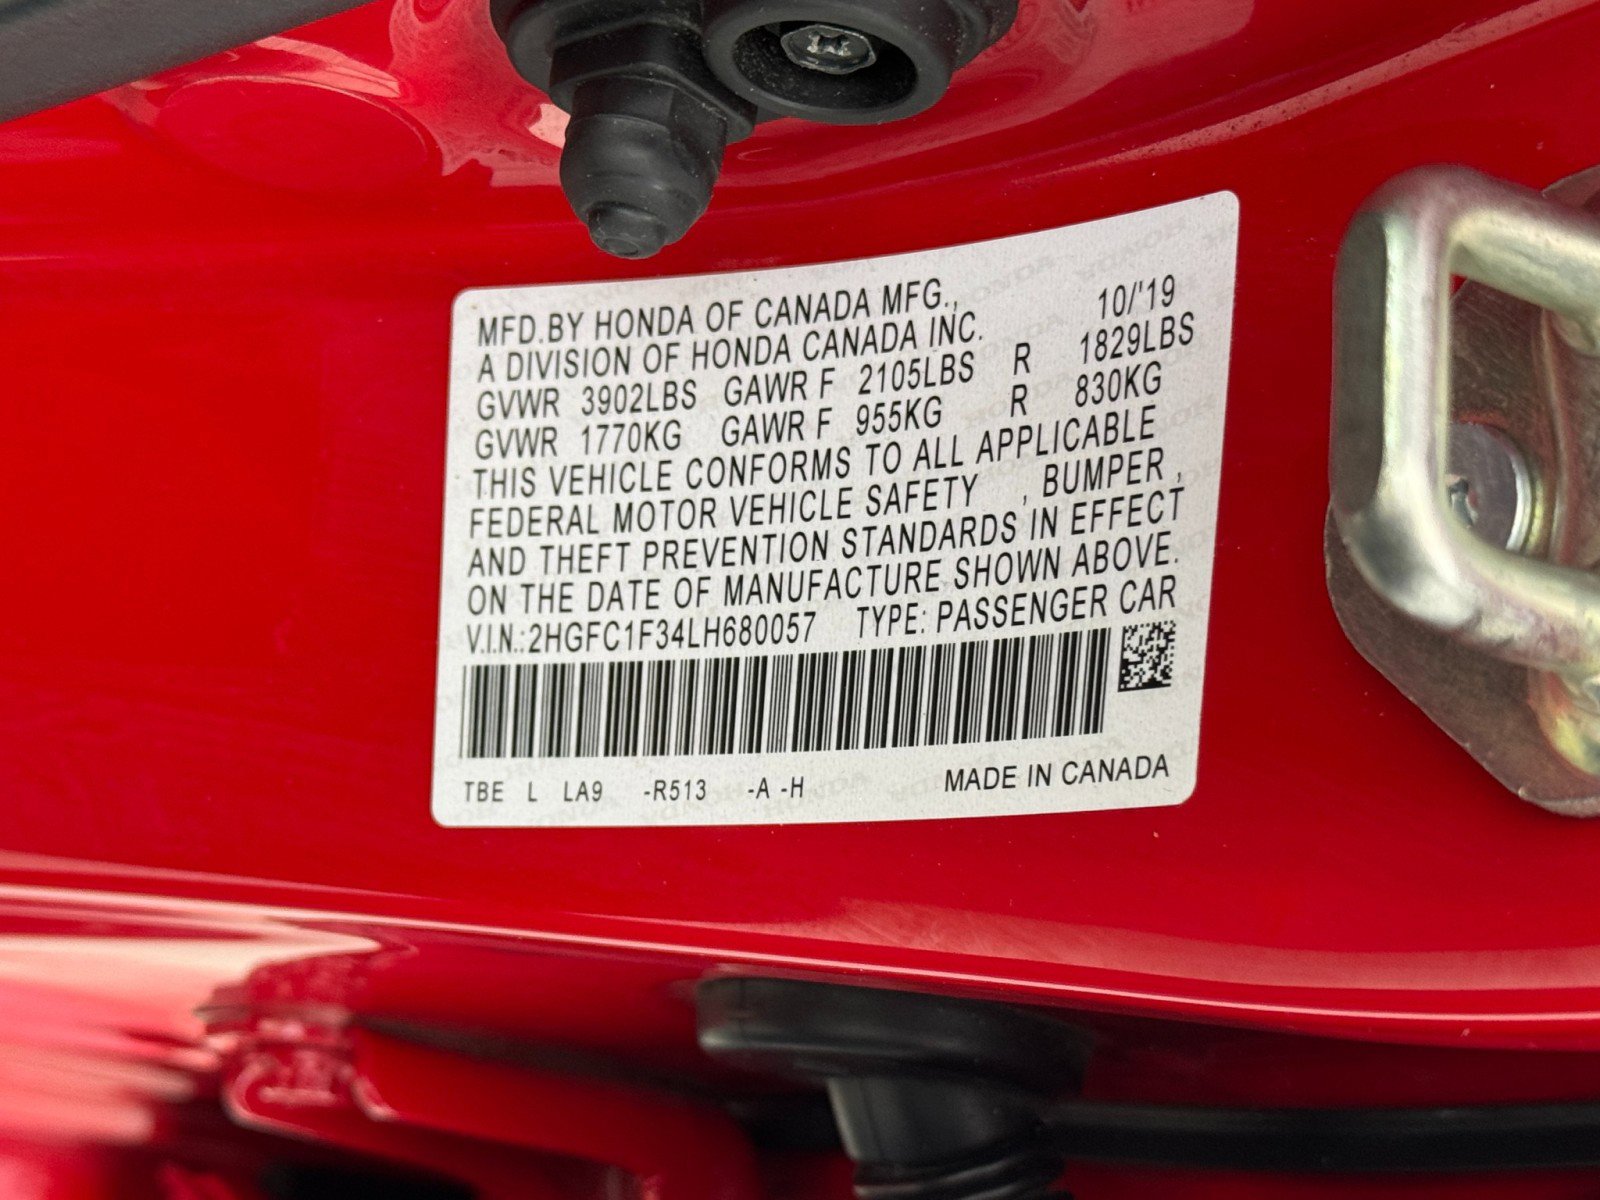 MFD.BY HONDA OF CANADA MFG., 10/'19
A DIVISION OF HONDA CANADA INC.
GVWR 3902LBS GAWR F 2105LBS R 1829LBS
GVWR 1770KG GAWR F 955KG R 830KG
THIS VEHICLE CONFORMS TO ALL APPLICABLE
FEDERAL MOTOR VEHICLE SAFETY , BUMPER ,
AND THEFT PREVENTION STANDARDS IN EFFECT
ON THE DATE OF MANUFACTURE SHOWN ABOVE.
V.I.N.:2HGFC1F34LH680057 TYPE: PASSENGER CAR
TBE L LA9 -R513 -A -H MADE IN CANADA